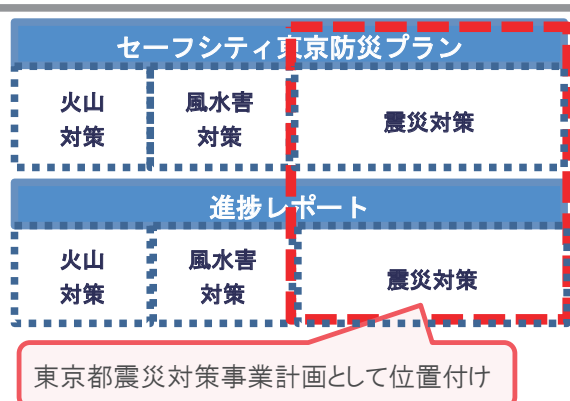 セーフシティ東京防災プラン
火山
対策
風水害
対策
震災対策
進捗レポート
火山
対策
風水害
対策
震災対策
東京都震災対策事業計画として位置付け